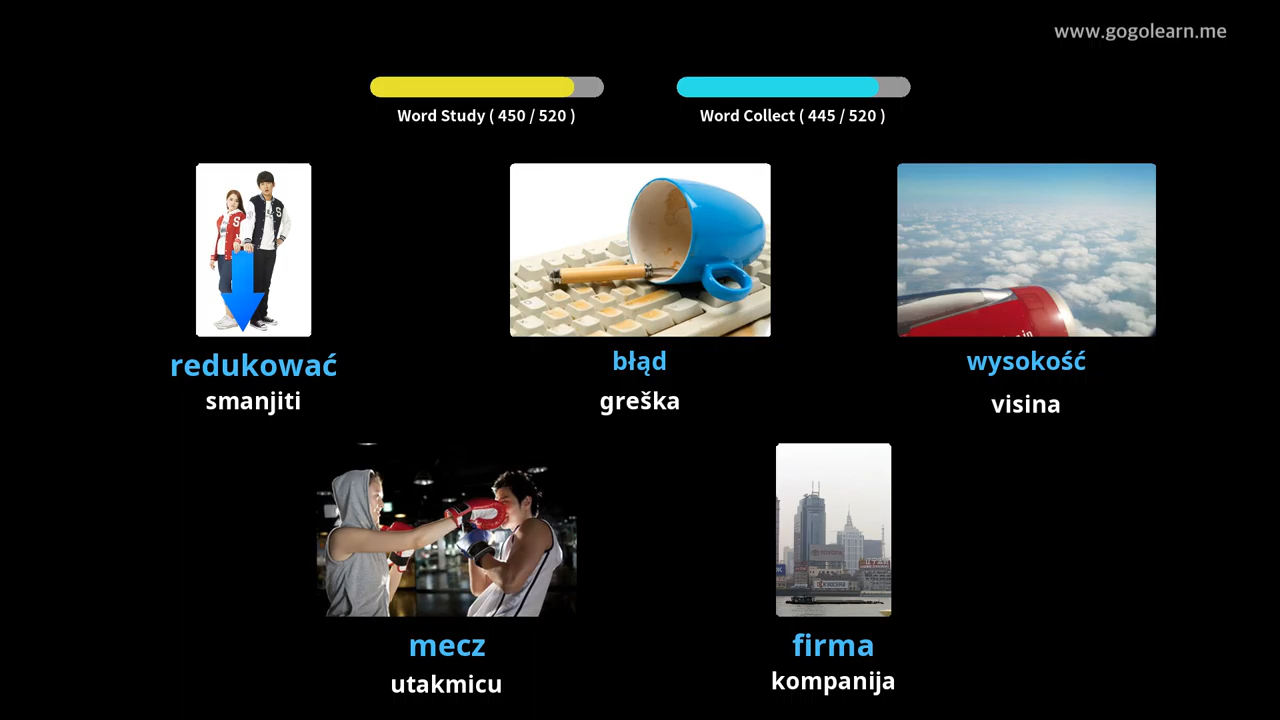 www.gogolearn.me
Word Study ( 450 / 520 )
Word Collect ( 445 / 520 )
S
S
redukować
smanjiti
błąd
greška
wysokość
visina
TOYOTA
mecz
utakmicu
firma
kompanija